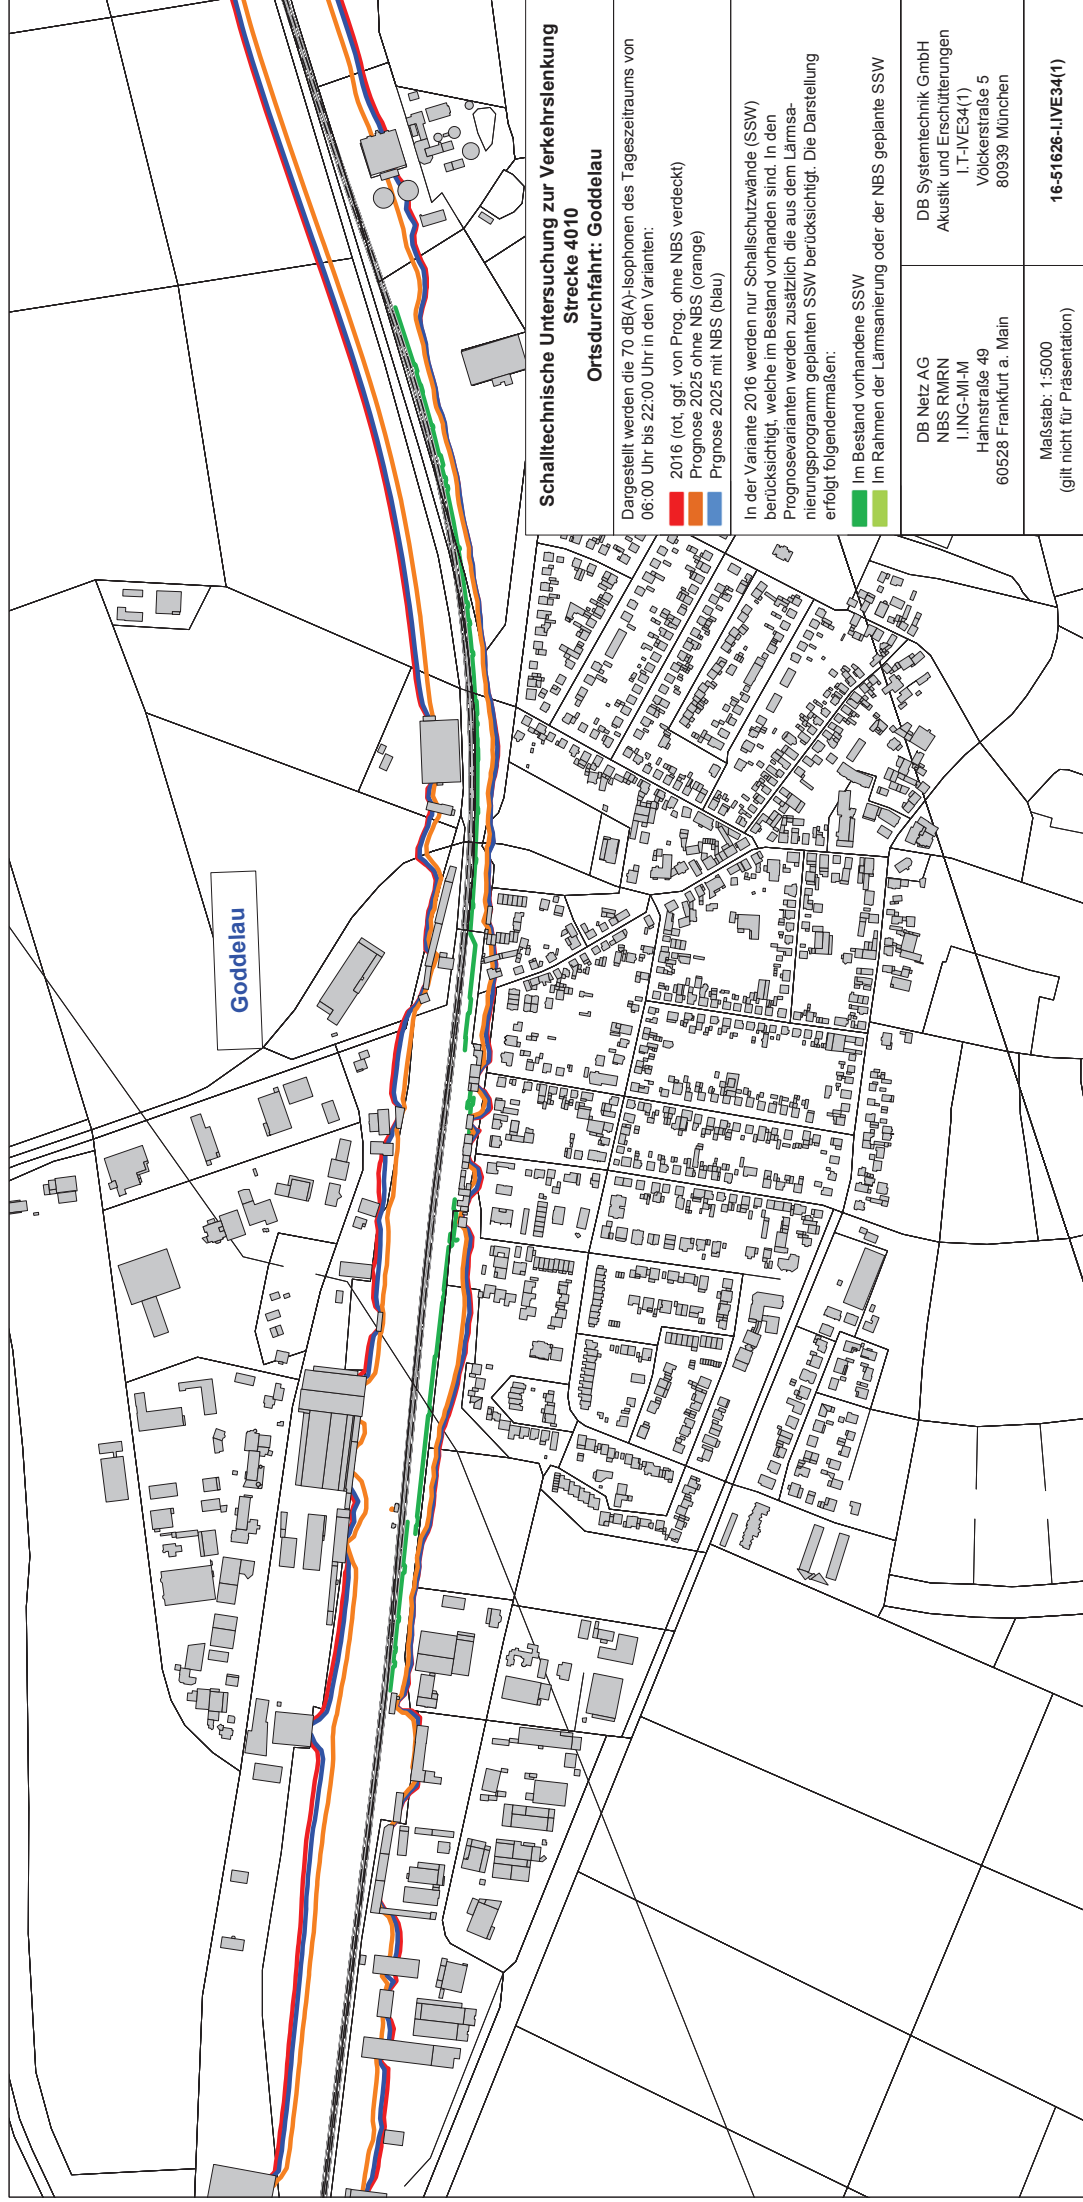 Goddelau
Schalltechnische Untersuchung zur Verkehrslenkung
Strecke 4010
Ortsdurchfahrt: Goddelau
Dargestellt werden die 70 dB(A)-Isophonen des Tageszeitraums von
06:00 Uhr bis 22:00 Uhr in den Varianten:
2016 (rot, ggf. von Prog. ohne NBS verdeckt)
Prognose 2025 ohne NBS (orange)
Prgnose 2025 mit NBS (blau)
In der Variante 2016 werden nur Schallschutzwände (SSW)
berücksichtigt, welche im Bestand vorhanden sind. In den
Prognosevarianten werden zusätzlich die aus dem Lärmsa-
nierungsprogramm geplanten SSW berücksichtigt. Die Darstellung
erfolgt folgendermaßen:
Im Bestand vorhandene SSW
Im Rahmen der Lärmsanierung oder der NBS geplante SSW
DB Netz AG
NBS RMRN
I.ING-MI-M
Hahnstraße 49
60528 Frankfurt a. Main
DB Systemtechnik GmbH
Akustik und Erschütterungen
I.T-IVE34(1)
Völckerstraße 5
80939 München
Maßstab: 1:5000
(gilt nicht für Präsentation)
16-51626-I.IVE34(1)